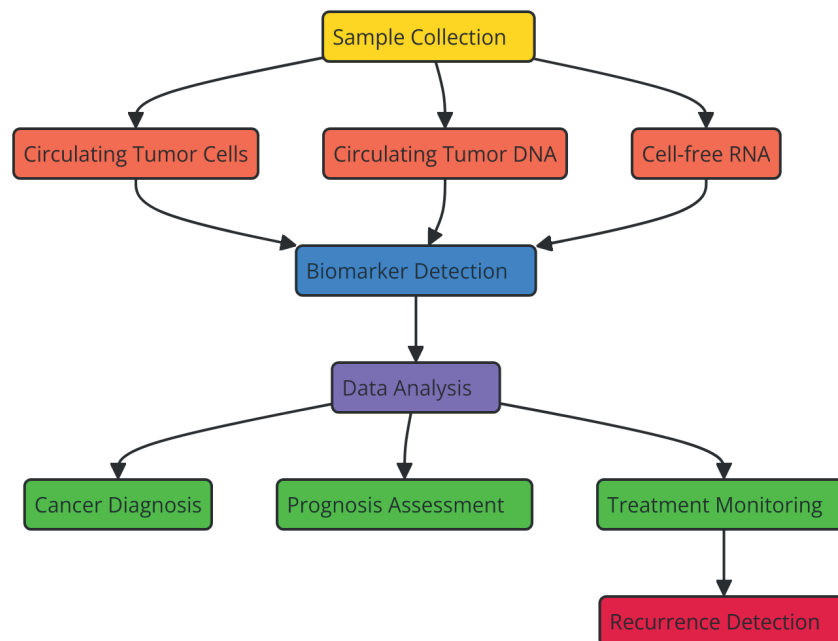 Sample Collection
Circulating Tumor Cells
Circulating Tumor DNA
Cell-free RNA
Biomarker Detection
Data Analysis
Cancer Diagnosis
Prognosis Assessment
Treatment Monitoring
Recurrence Detection